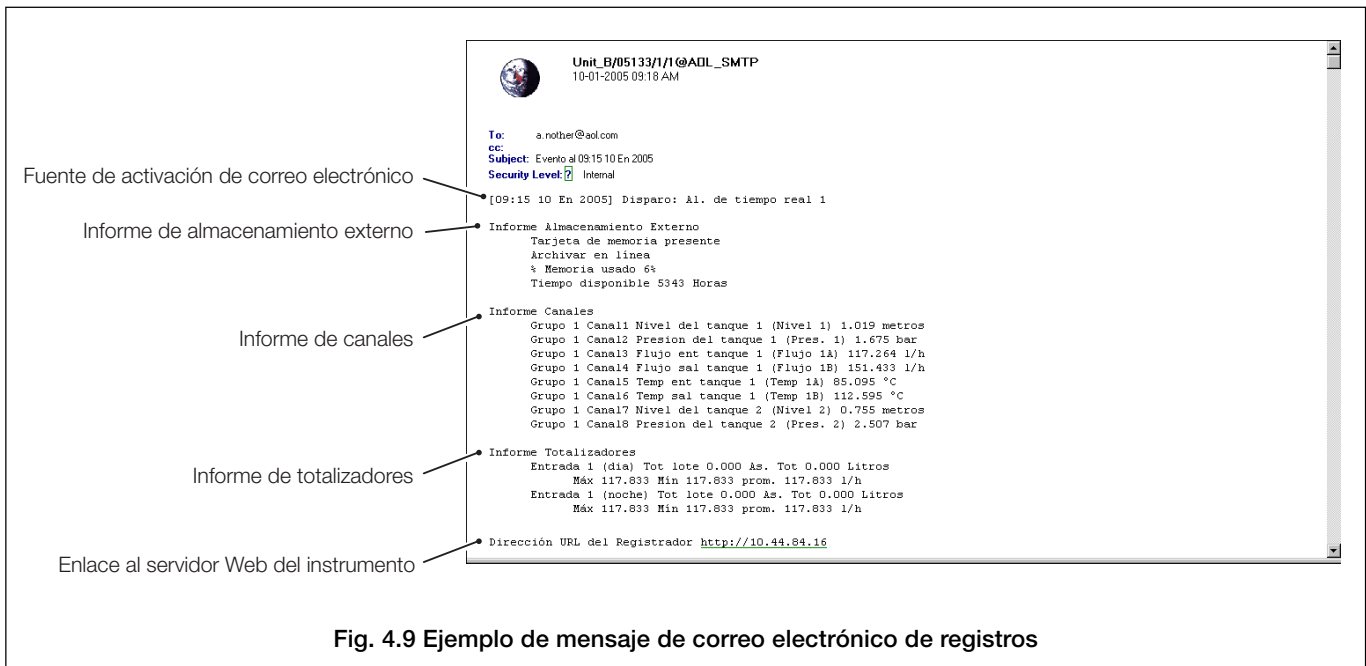 Unit_B/05133/1/1@AOL_SMTP
10-01-2005 09:18 AM
To: a.nother@aol.com
cc:
Subject: Evento al 09:15 10 En 2005
Security Level:? Internal
Fuente de activación de correo electrónico
[09:15 10 En 2005] Disparo: Al. de tiempo real 1
Informe de almacenamiento externo
Informe Almacenamiento Externo
Tarjeta de memoria presente
Archivar en línea
% Memoria usado 6%
Tiempo disponible 5343 Horas
Informe de canales
Informe Canales
Grupo 1 Canal1 Nivel del tanque 1 (Nivel 1) 1.019 metros
Grupo 1 Canal2 Presion del tanque 1 (Pres. 1) 1.675 bar
Grupo 1 Canal3 Flujo ent tanque 1 (Flujo 1A) 117.264 l/h
Grupo 1 Canal4 Flujo sal tanque 1 (Flujo 1B) 151.433 l/h
Grupo 1 Canal5 Temp ent tanque 1 (Temp 1A) 85.095 °C
Grupo 1 Canal6 Temp sal tanque 1 (Temp 1B) 112.595 °C
Grupo 1 Canal7 Nivel del tanque 2 (Nivel 2) 0.755 metros
Grupo 1 Canal8 Presion del tanque 2 (Pres. 2) 2.507 bar
Informe de totalizadores
Informe Totalizadores
Entrada 1 (dia) Tot lote 0.000 As. Tot 0.000 Litros
Máx 117.833 Mín 117.833 prom. 117.833 l/h
Entrada 1 (noche) Tot lote 0.000 As. Tot 0.000 Litros
Máx 117.833 Mín 117.833 prom. 117.833 l/h
Enlace al servidor Web del instrumento
Dirección URL del Registrador http://10.44.84.16
Fig. 4.9 Ejemplo de mensaje de correo electrónico de registros